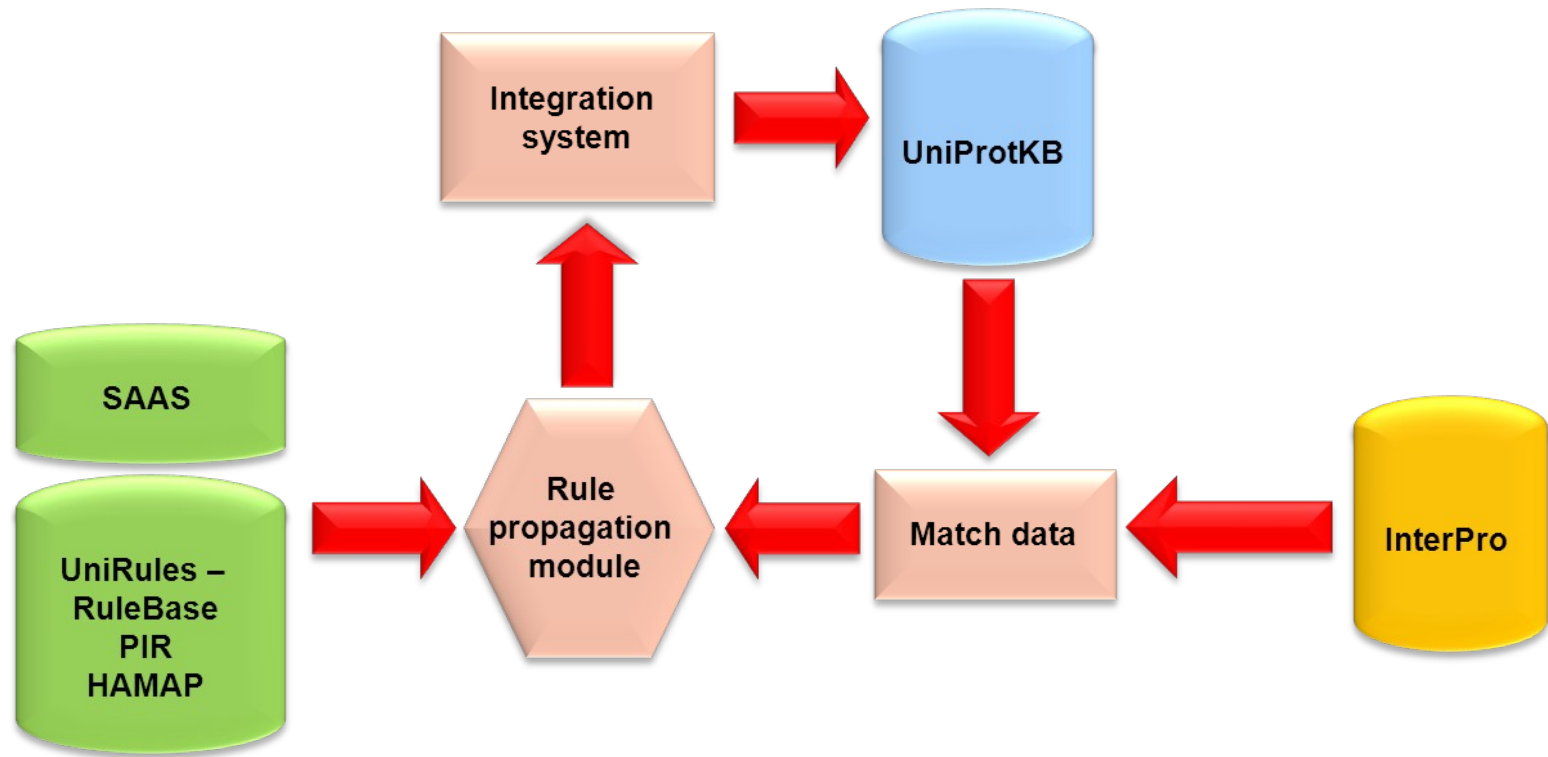 Integration
system
UniProtKB
SAAS
UniRules –
RuleBase
PIR
HAMAP
Rule
propagation
module
Match data
InterPro